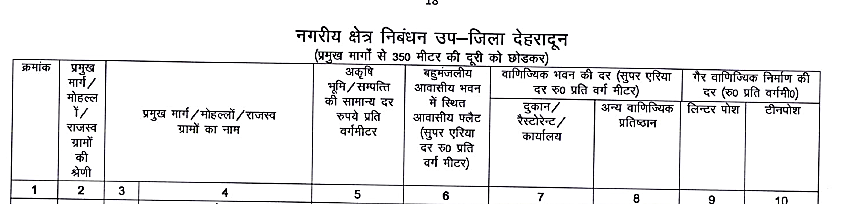 18
नगरीय क्षेत्र निबंधन उप–जिला देहरादून
(प्रमुख मार्गों से 350 मीटर की दूरी को छोडकर)
क्रमांक
प्रमुख
मार्ग/
मोहल्ल
ों/
राजस्व
ग्रामों
की
श्रेणी
प्रमुख मार्ग/मोहल्लों/राजस्व
ग्रामों का नाम
अकृषि
भूमि/सम्पत्ति
की सामान्य दर
रुपये प्रति
वर्गमीटर
बहुमंजलीय
आवासीय भवन
में स्थित
आवासीय फ्लैट
(सुपर एरिया
दर रु0 प्रति
वर्ग मीटर)
वाणिज्यिक भवन की दर (सुपर एरिया
दर रु0 प्रति वर्ग मीटर)
दुकान/
रैस्टोरेन्ट/
कार्यालय
अन्य वाणिज्यिक
प्रतिष्ठान
गैर वाणिज्यिक निर्माण की
दर (रु0 प्रति वर्गमी0)
लिन्टर पोश
टीनपोश
1 2 3 4 5 6 7 8 9 10